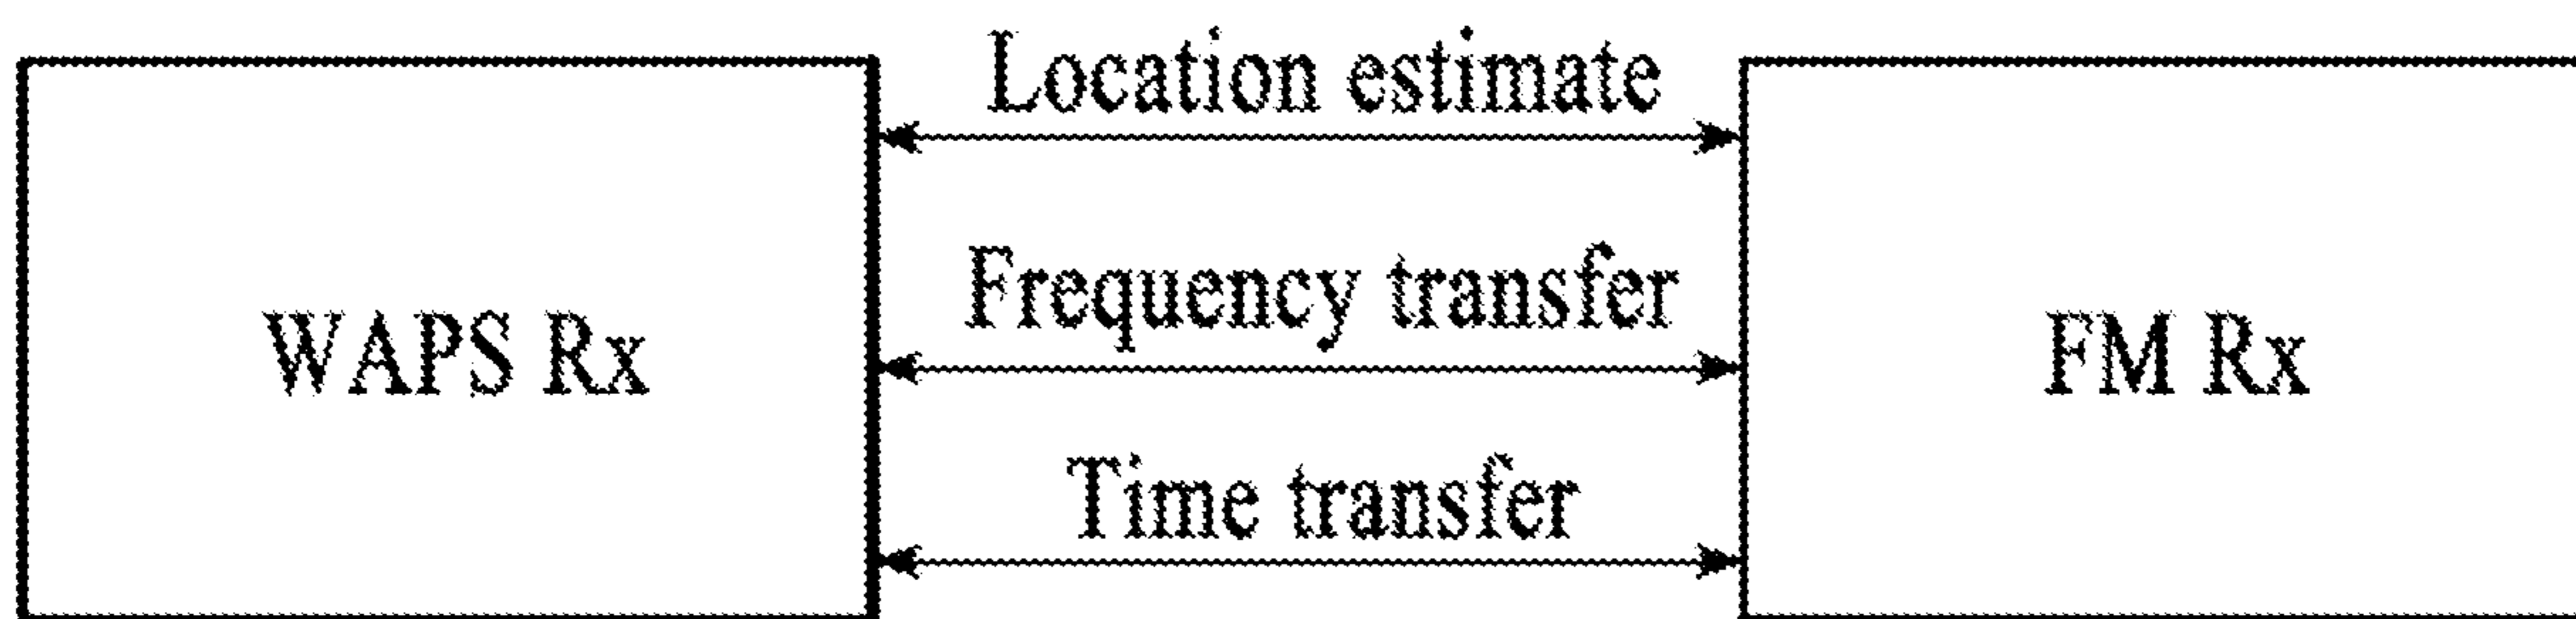 Location estimate
Frequency transfer
WAPS Rx
FM Rx
Time transfer